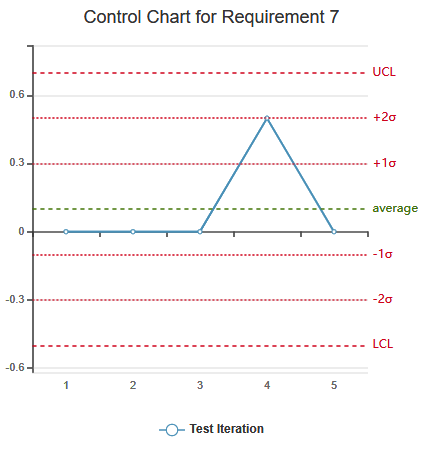 Control Chart for Requirement 7
UCL
0.6
+2σ
0.3
+1σ
average
0
-1σ
-0.3
-2σ
LCL
-0.6
1 2 3 4 5
Test Iteration